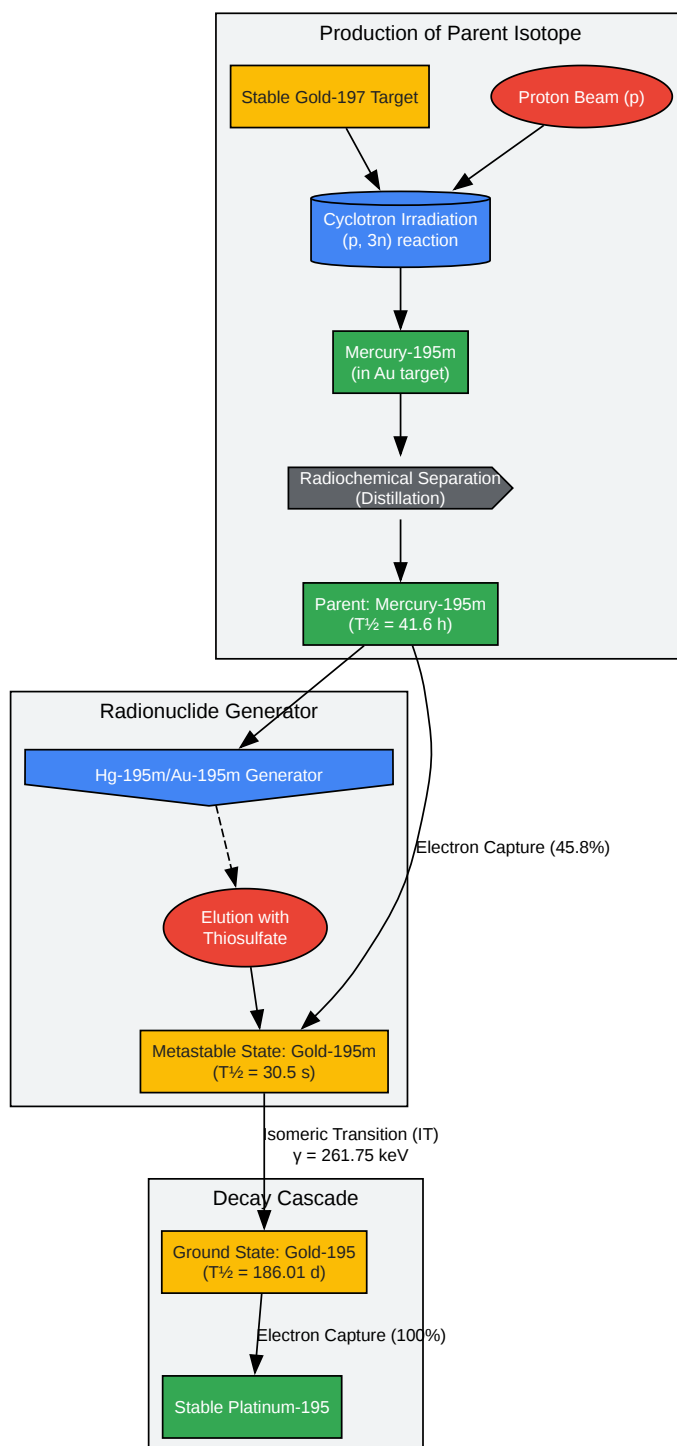 Production of Parent Isotope
Stable Gold-197 Target
Proton Beam (p)
Cyclotron Irradiation
(p, 3n) reaction
Mercury-195m
(in Au target)
Radiochemical Separation
(Distillation)
Parent: Mercury-195m
(T½ = 41.6 h)
Radionuclide Generator
Hg-195m/Au-195m Generator
Electron Capture (45.8%)
Elution with
Thiosulfate
Metastable State: Gold-195m
(T½ = 30.5 s)
Isomeric Transition (IT)
γ = 261.75 keV
Decay Cascade
Ground State: Gold-195
(T½ = 186.01 d)
Electron Capture (100%)
Stable Platinum-195